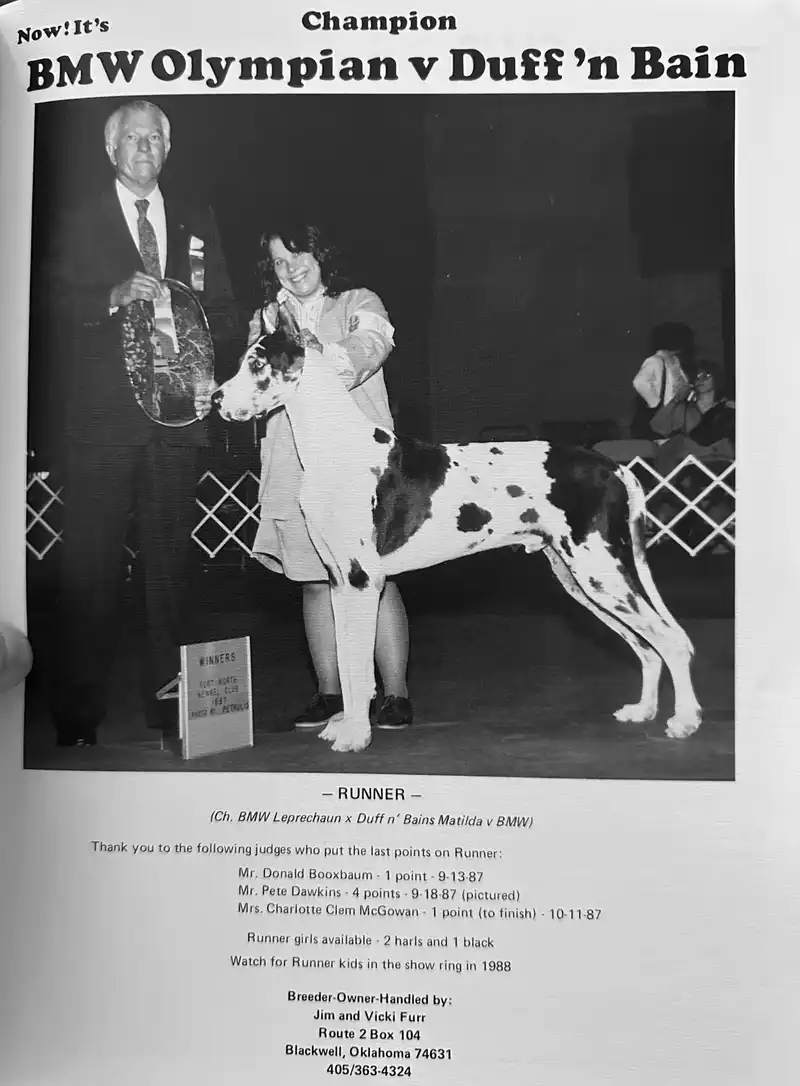 Now! It's
Champion
BMW Olympian v Duff 'n Bain
WINNERS
FORT WORTH
KENNEL CLUB
1987
PHOTO BY PETRULIS
— RUNNER —
(Ch. BMW Leprechaun x Duff n' Bains Matilda v BMW)
Thank you to the following judges who put the last points on Runner:
Mr. Donald Booxbaum - 1 point - 9-13-87
Mr. Pete Dawkins - 4 points - 9-18-87 (pictured)
Mrs. Charlotte Clem McGowan - 1 point (to finish) - 10-11-87
Runner girls available - 2 harls and 1 black
Watch for Runner kids in the show ring in 1988
Breeder-Owner-Handled by:
Jim and Vicki Furr
Route 2 Box 104
Blackwell, Oklahoma 74631
405/363-4324